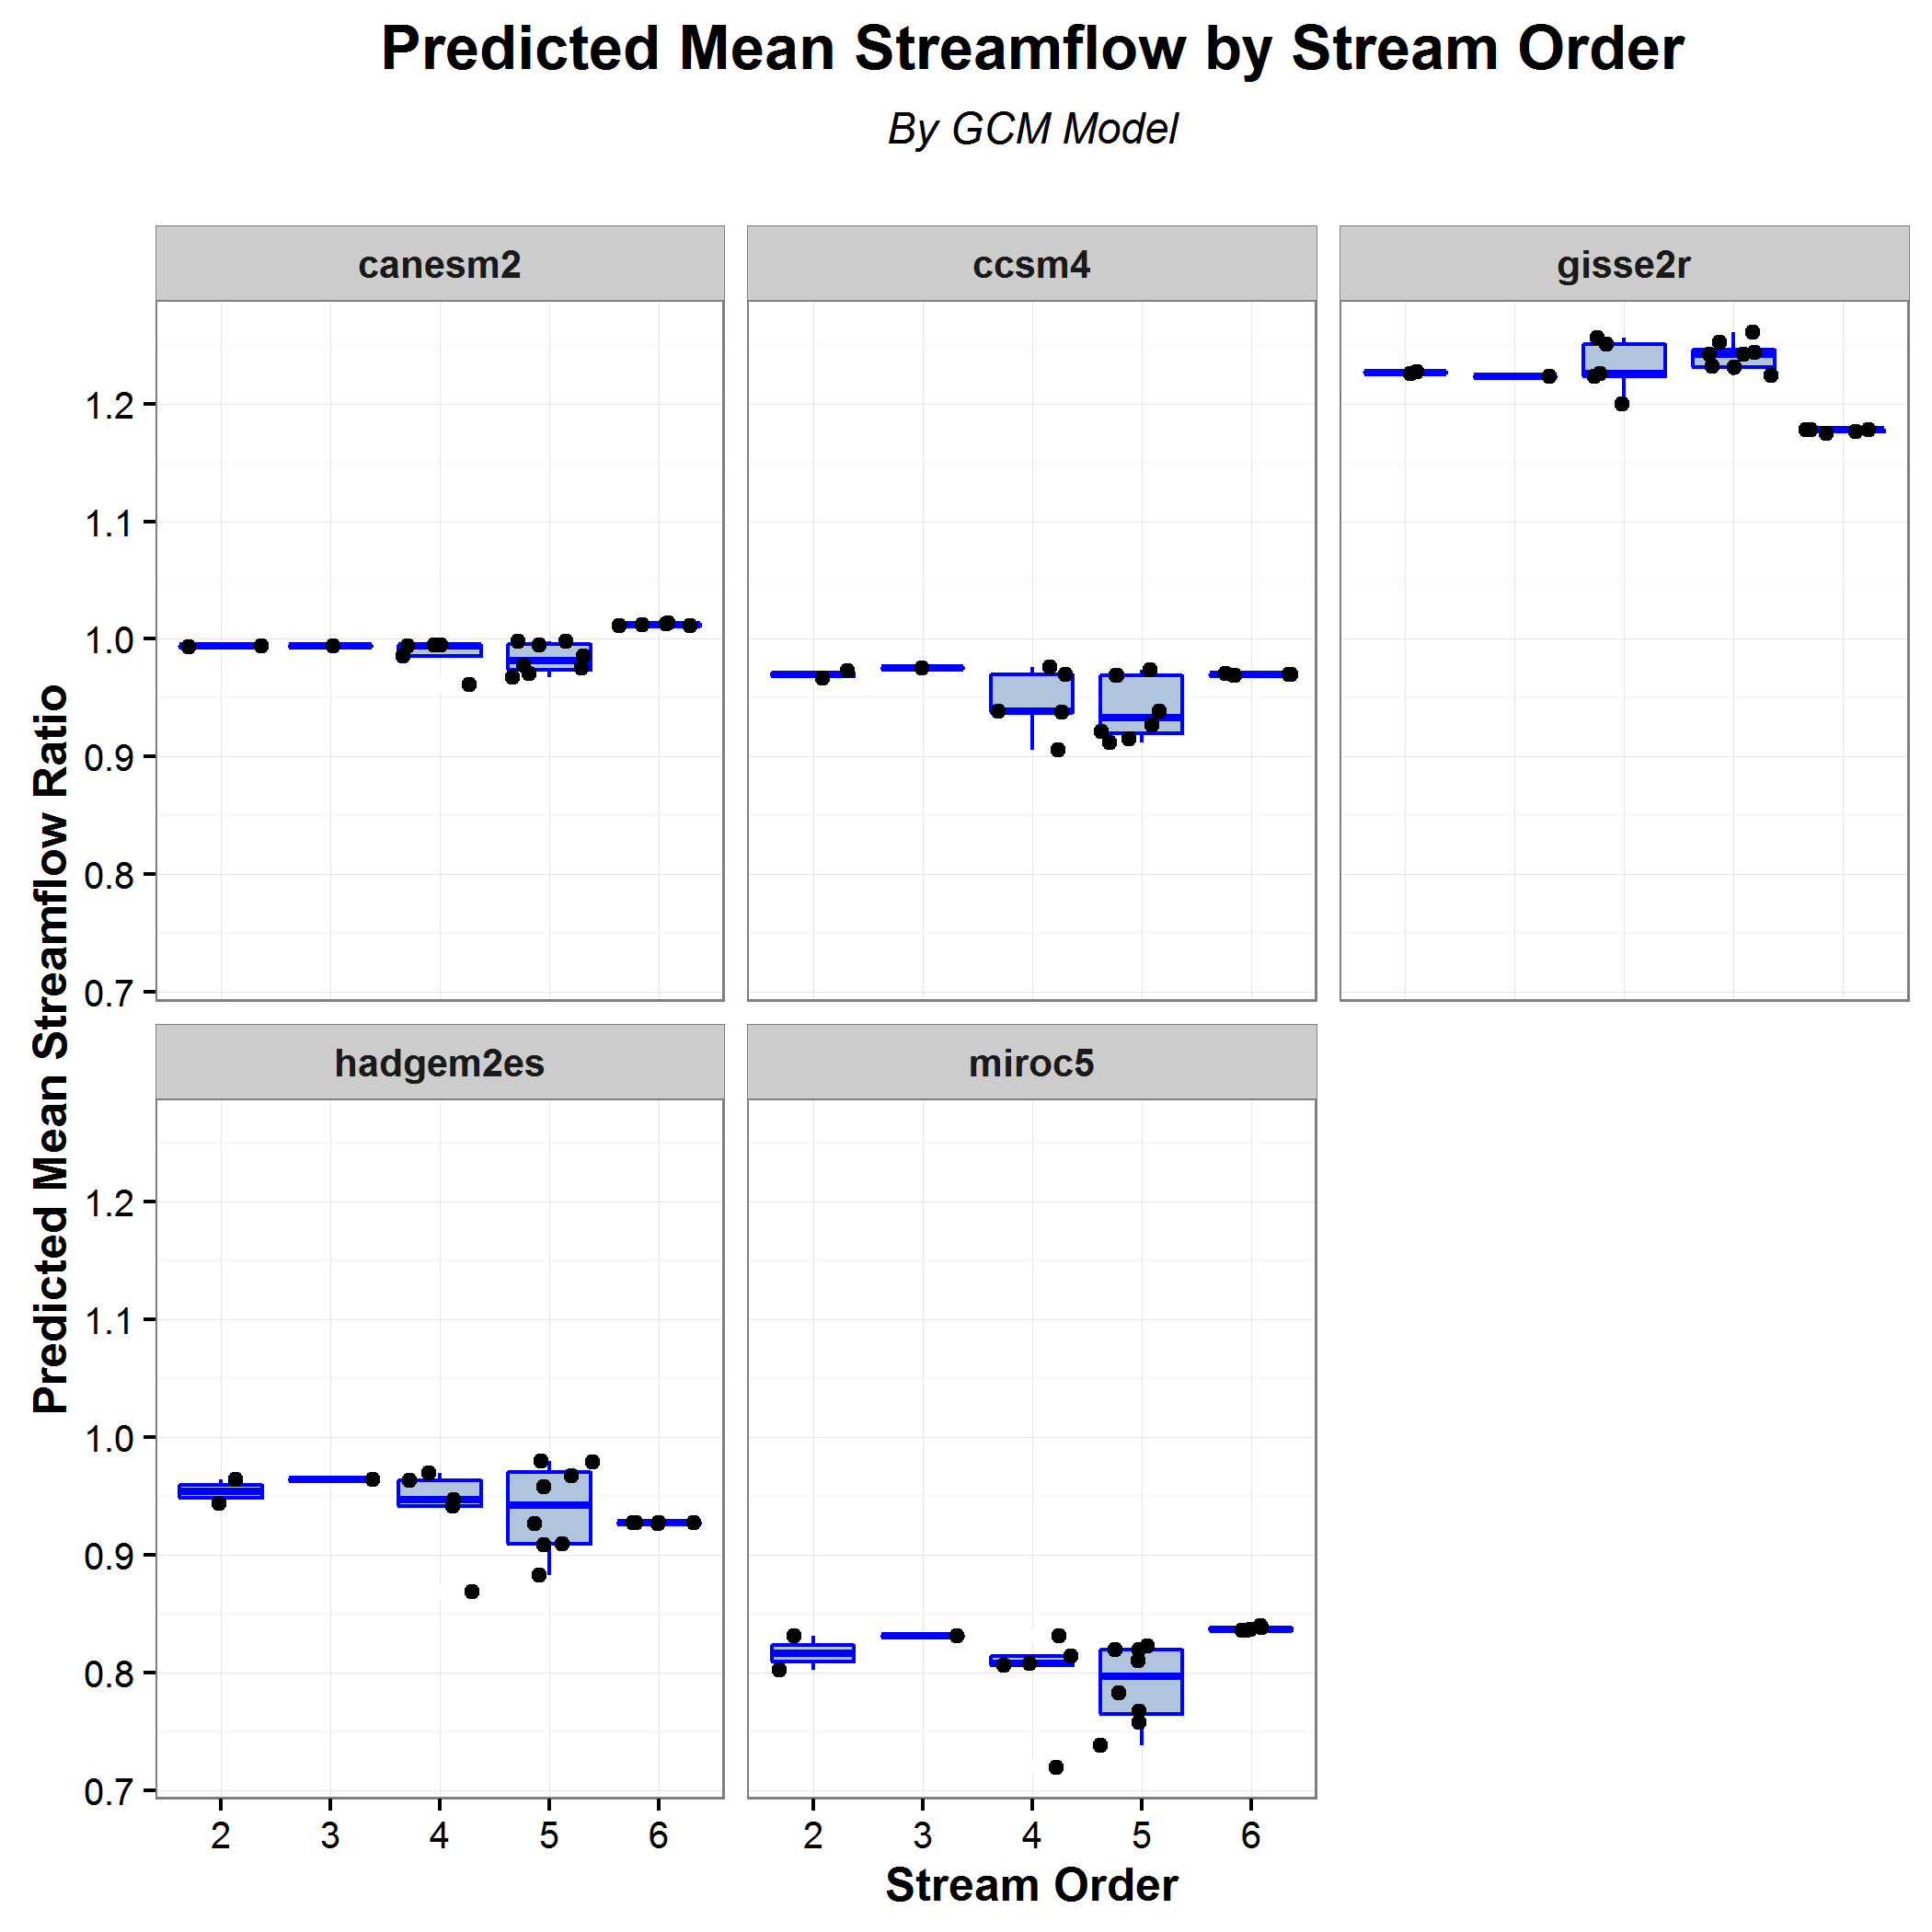 Predicted Mean Streamflow by Stream Order
By GCM Model
canesm2
ccsm4
gisse2r
1.2
1.1
1.0
0.9
0.8
0.7
Predicted Mean Streamflow Ratio
hadgem2es
miroc5
1.2
1.1
1.0
0.9
0.8
0.7
2 3 4 5 6
2 3 4 5 6
Stream Order